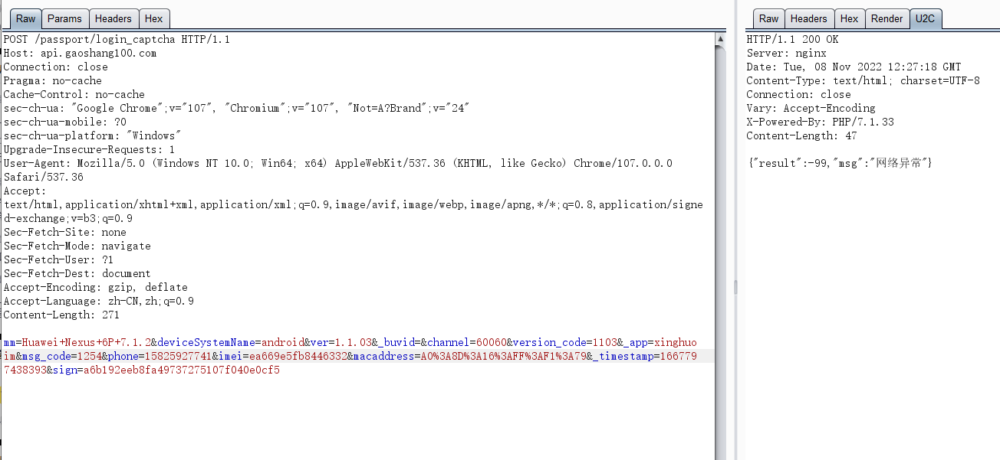 Raw Params Headers Hex
POST /passport/login_captcha HTTP/1.1
Host: api.gaoshang100.com
Connection: close
Pragma: no-cache
Cache-Control: no-cache
sec-ch-ua: "Google Chrome";v="107", "Chromium";v="107", "Not=A?Brand";v="24"
sec-ch-ua-mobile: ?0
sec-ch-ua-platform: "Windows"
Upgrade-Insecure-Requests: 1
User-Agent: Mozilla/5.0 (Windows NT 10.0; Win64; x64) AppleWebKit/537.36 (KHTML, like Gecko) Chrome/107.0.0.0
Safari/537.36
Accept:
text/html,application/xhtml+xml,application/xml;q=0.9,image/avif,image/webp,image/apng,*/*;q=0.8,application/signe
d-exchange;v=b3;q=0.9
Sec-Fetch-Site: none
Sec-Fetch-Mode: navigate
Sec-Fetch-User: ?1
Sec-Fetch-Dest: document
Accept-Encoding: gzip, deflate
Accept-Language: zh-CN,zh;q=0.9
Content-Length: 271
mm=Huawei+Nexus+6P+7.1.2&deviceSystemName=android&ver=1.1.03&_buvid=&channel=60060&version_code=1103&_app=xinghuo
im&msg_code=1254&phone=15825927741&imei=ea669e5fb8446332&macaddress=A0%3A8D%3A16%3AFF%3AF1%3A79&_timestamp=166779
7438393&sign=a6b192eeb8fa49737275107f040e0cf5
Raw Headers Hex Render U2C
HTTP/1.1 200 OK
Server: nginx
Date: Tue, 08 Nov 2022 12:27:18 GMT
Content-Type: text/html; charset=UTF-8
Connection: close
Vary: Accept-Encoding
X-Powered-By: PHP/7.1.33
Content-Length: 47
{"result":-99,"msg":"网络异常"}